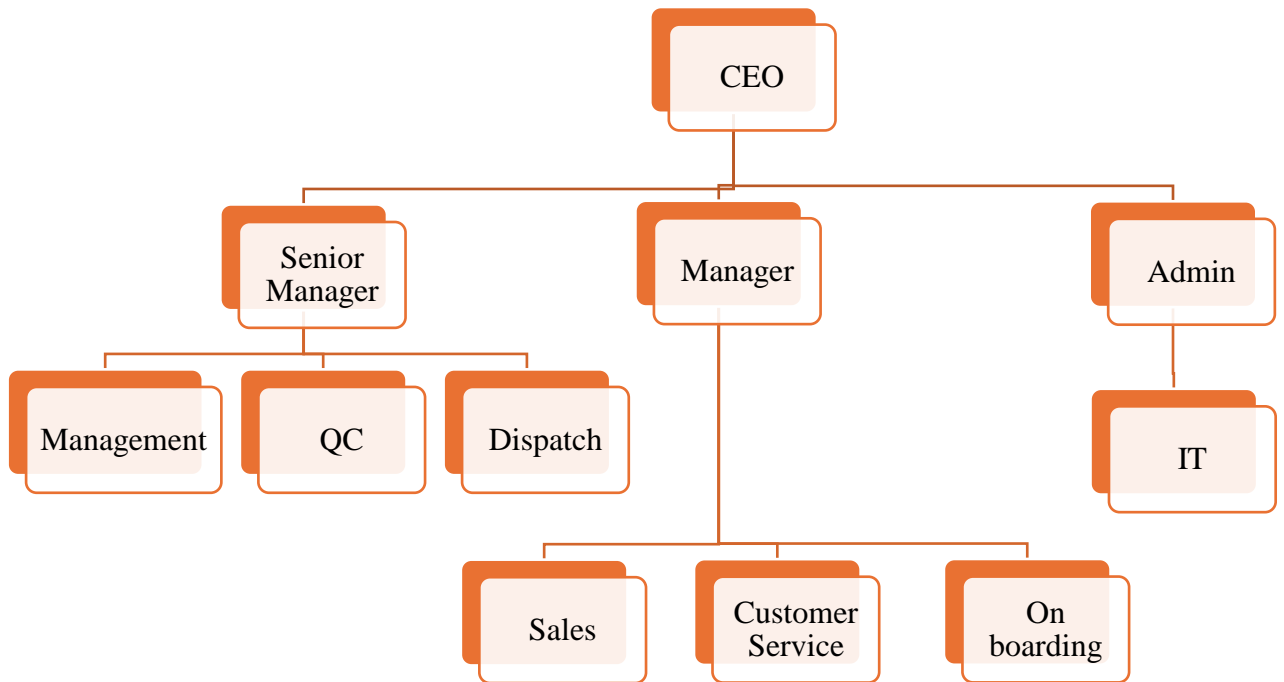 CEO
Senior
Manager
Manager
Admin
Management
QC
Dispatch
IT
Sales
Customer
Service
On
boarding